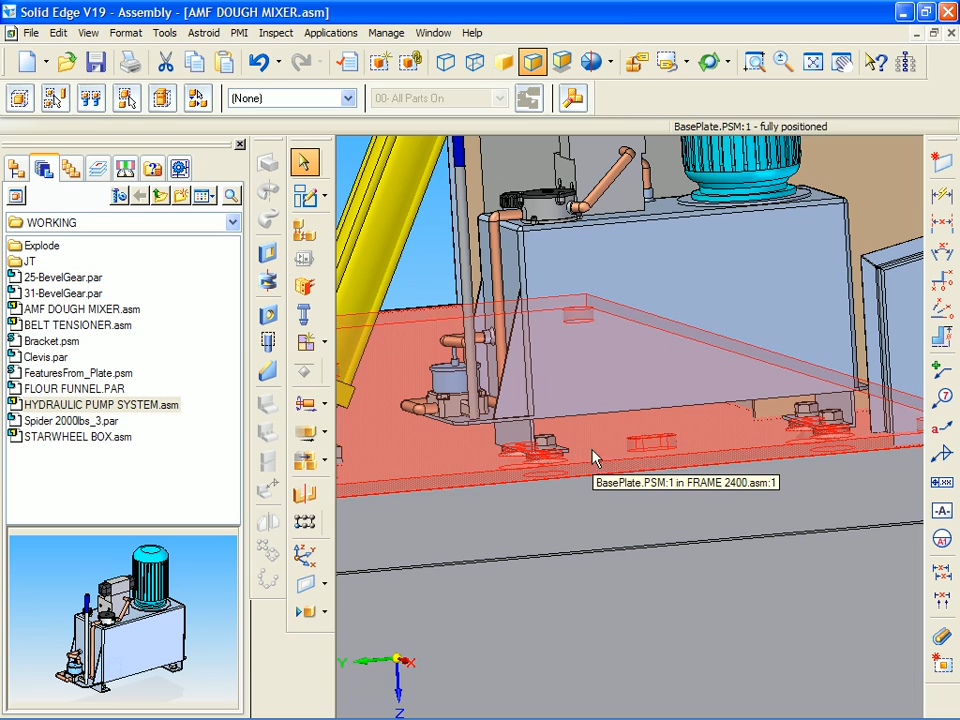 Solid Edge V19 - Assembly - [AMF DOUGH MIXER.asm]
File Edit View Format Tools Astroid PMI Inspect Applications Manage Window Help
(None) 00- All Parts On
BasePlate.PSM:1 - fully positioned
WORKING
Explode
JT
25-BevelGear.par
31-BevelGear.par
AMF DOUGH MIXER.asm
BELT TENSIONER.asm
Bracket.psm
Clevis.par
FeaturesFrom_Plate.psm
FLOUR FUNNEL.PAR
HYDRAULIC PUMP SYSTEM.asm
Spider 2000lbs_3.par
STARWHEEL BOX.asm
BasePlate.PSM:1 in FRAME 2400.asm:1
Y X
Z